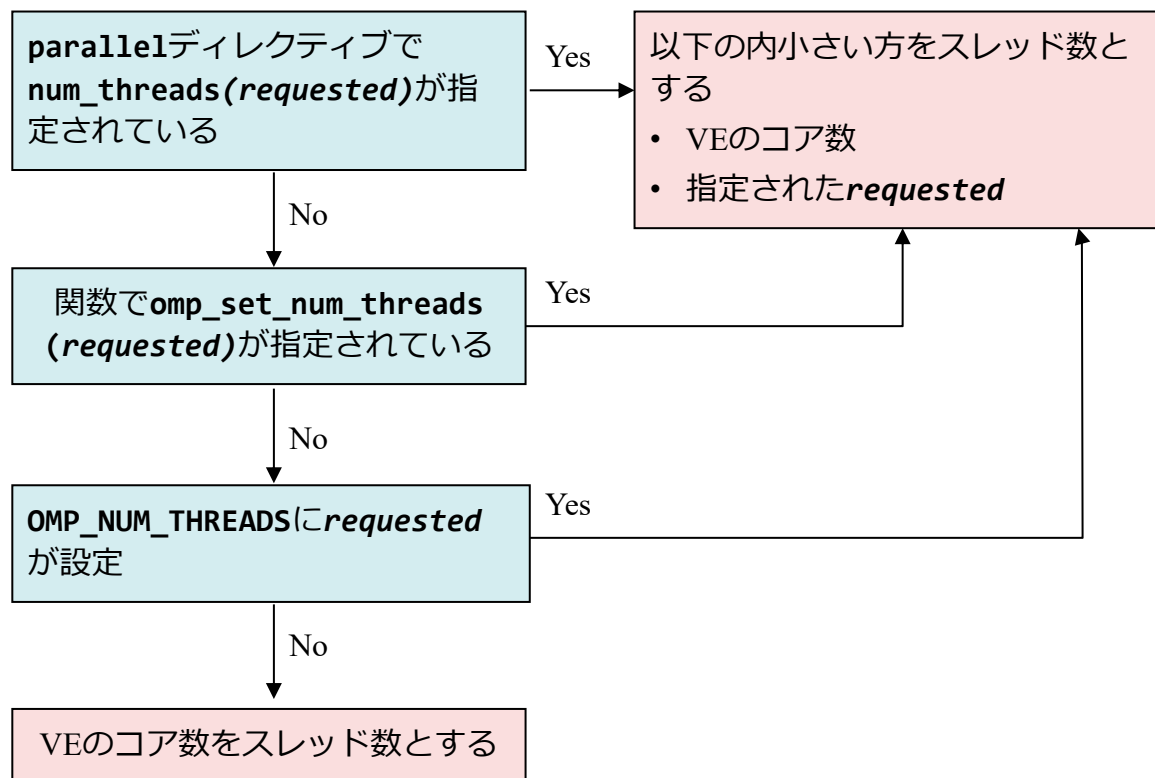 parallelディレクティブで
num_threads(requested)が指
定されている
Yes
以下の内小さい方をスレッド数と
する
• VEのコア数
• 指定されたrequested
No
関数でomp_set_num_threads
(requested)が指定されている
Yes
No
OMP_NUM_THREADSにrequested
が設定
Yes
No
VEのコア数をスレッド数とする